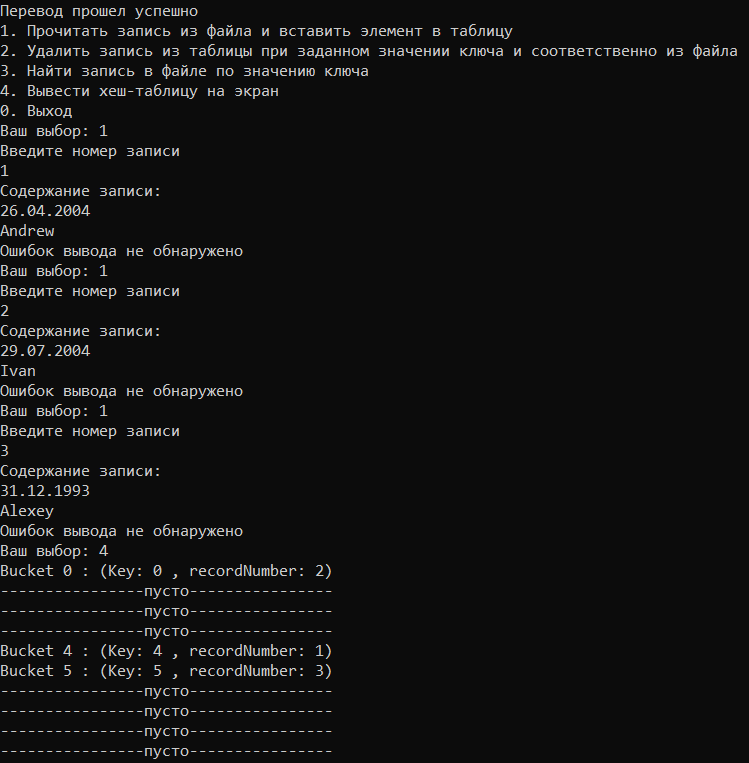 Перевод прошел успешно
1. Прочитать запись из файла и вставить элемент в таблицу
2. Удалить запись из таблицы при заданном значении ключа и соответственно из файла
3. Найти запись в файле по значению ключа
4. Вывести хеш-таблицу на экран
0. Выход
Ваш выбор: 1
Введите номер записи
1
Содержание записи:
26.04.2004
Andrew
Ошибок вывода не обнаружено
Ваш выбор: 1
Введите номер записи
2
Содержание записи:
29.07.2004
Ivan
Ошибок вывода не обнаружено
Ваш выбор: 1
Введите номер записи
3
Содержание записи:
31.12.1993
Alexey
Ошибок вывода не обнаружено
Ваш выбор: 4
Bucket 0 : (Key: 0 , recordNumber: 2)
----------------пусто----------------
----------------пусто----------------
----------------пусто----------------
Bucket 4 : (Key: 4 , recordNumber: 1)
Bucket 5 : (Key: 5 , recordNumber: 3)
----------------пусто----------------
----------------пусто----------------
----------------пусто----------------
----------------пусто----------------